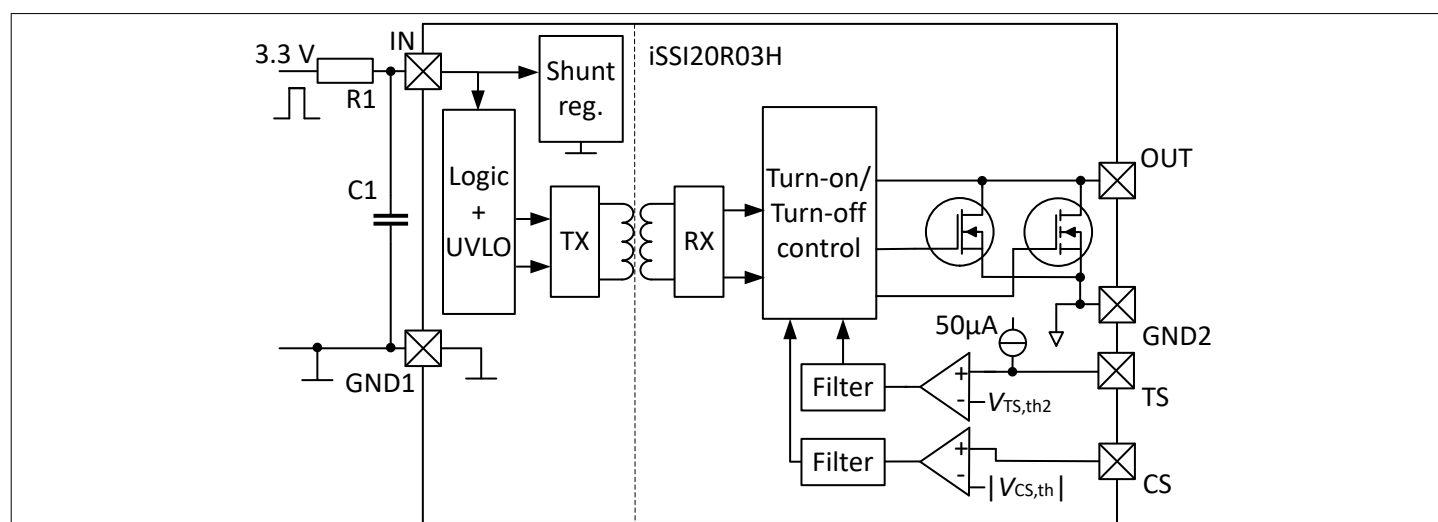 IN
iSSI20R03H
3.3 V
R1
Shunt
reg.
C1
Logic
+
UVLO
TX
RX
Turn-on/
Turn-off
control
OUT
GND2
50µA
GND1
Filter
+
-
VTS,th2
TS
Filter
+
-
|VCS,th|
CS